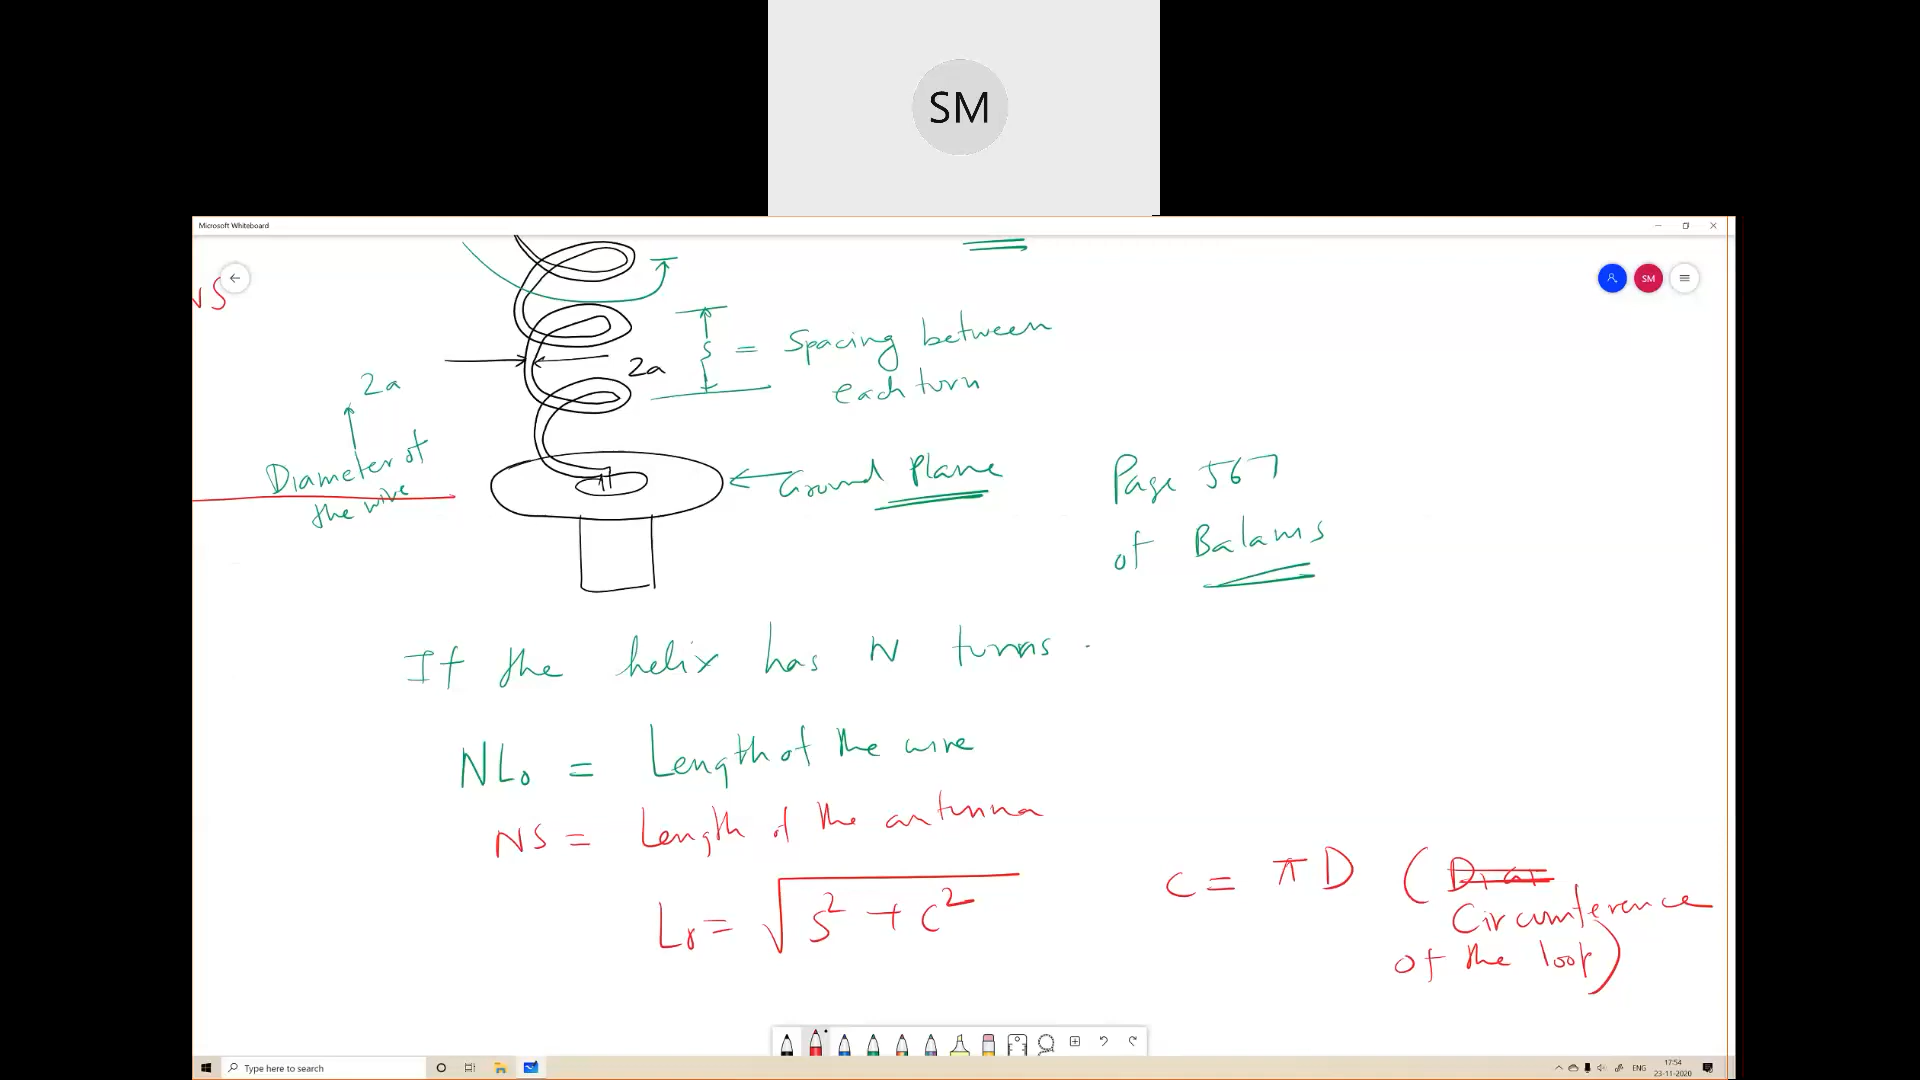 SM
Microsoft Whiteboard
SM
NS
S = Spacing between
each turn
2a
2a
Diameter of
the wire
Ground Plane
Page 567
of Balanis
If the helix has N turns.
NL₀ = Length of the wire
NS = Length of the antenna
L₀ = √S² + C²
C = πD (
Circumference
of the loop)
Type here to search
ENG
17:54
23-11-2020